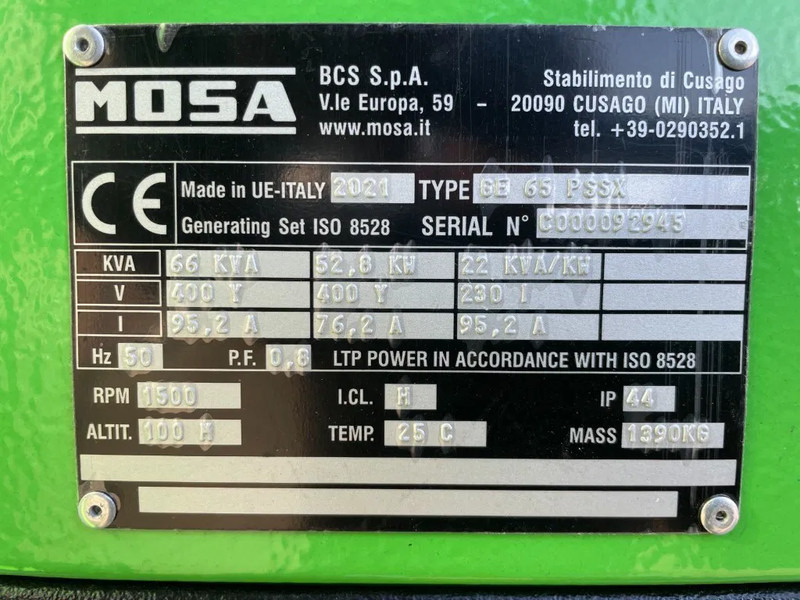 MOSA
BCS S.p.A.
V.le Europa, 59 - 20090 CUSAGO (MI) ITALY
Stabilimento di Cusago
www.mosa.it
tel. +39-0290352.1
CE Made in UE-ITALY 2021 TYPE GE 65 PSSX
Generating Set ISO 8528 SERIAL N° C000092945
KVA 66 KVA 52,8 KW 22 KVA/KW
V 400 Y 400 Y 230 I
I 95,2 A 76,2 A 95,2 A
Hz 50 P.F. 0,8 LTP POWER IN ACCORDANCE WITH ISO 8528
RPM 1500 I.CL. H IP 44
ALTIT. 100 M TEMP. 25 C MASS 1390KG